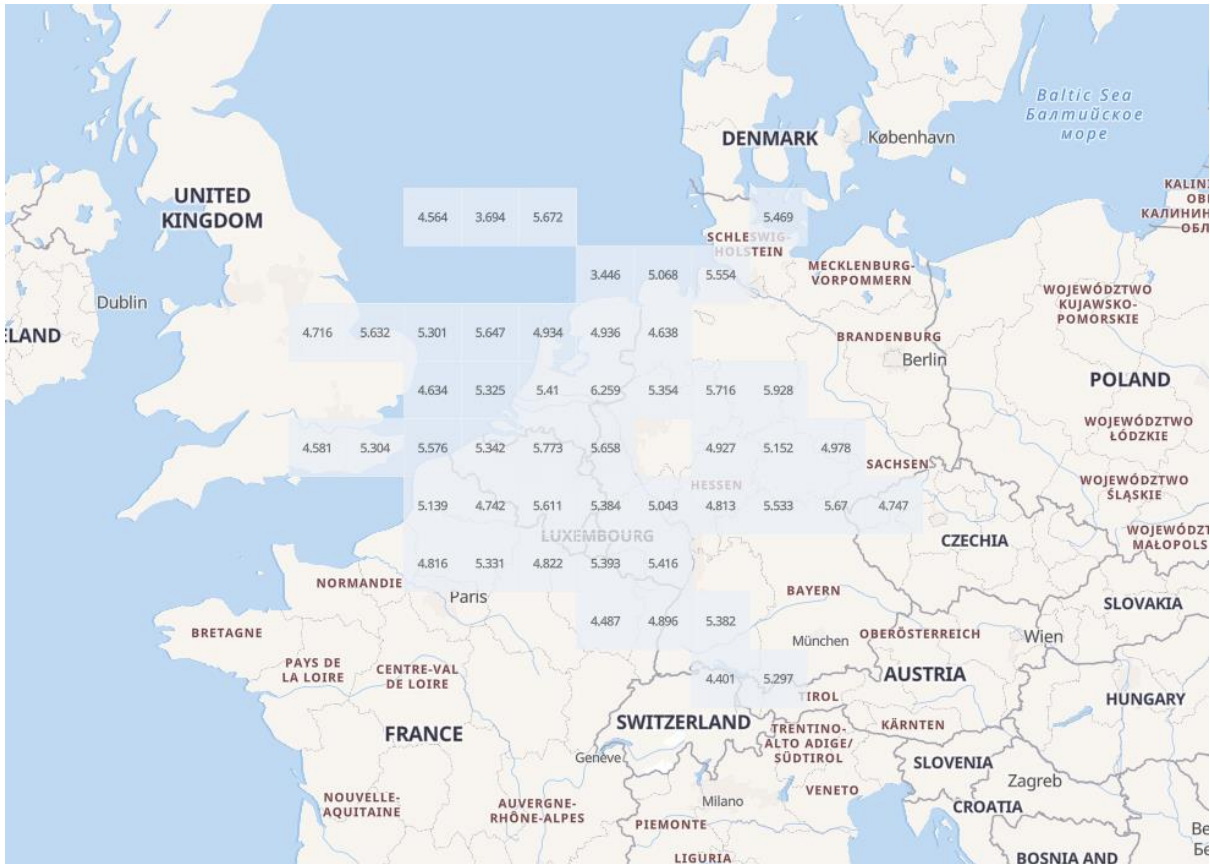 Baltic Sea
Балтийское
море
DENMARK
København
UNITED
KINGDOM
КАЛИНИ
ОБЛ
КАЛИНИН
ОБЛ
4.564 3.694 5.672 5.469
SCHLESWIG-
HOLSTEIN
3.446 5.068 5.554
MECKLENBURG-
VORPOMMERN
WOJEWÓDZTWO
KUJAWSKO-
POMORSKIE
Dublin
ELAND
4.716 5.632 5.301 5.647 4.934 4.936 4.638
BRANDENBURG
Berlin
POLAND
4.634 5.325 5.41 6.259 5.354 5.716 5.928
WOJEWÓDZTWO
ŁÓDZKIE
4.581 5.304 5.576 5.342 5.773 5.658 4.927 5.152 4.978
SACHSEN
HESSEN
WOJEWÓDZTWO
ŚLĄSKIE
5.139 4.742 5.611 5.384 5.043 4.813 5.533 5.67 4.747
LUXEMBOURG
CZECHIA
WOJEWÓDZT
MAŁOPOLS
4.816 5.331 4.822 5.393 5.416
NORMANDIE
Paris
BAYERN
SLOVAKIA
4.487 4.896 5.382
BRETAGNE
München
OBERÖSTERREICH
Wien
PAYS DE
LA LOIRE
CENTRE-VAL
DE LOIRE
4.401 5.297
TIROL
AUSTRIA
HUNGARY
FRANCE
SWITZERLAND
KÄRNTEN
TRENTINO-
ALTO ADIGE/
SÜDTIROL
Genève
SLOVENIA
Zagreb
NOUVELLE-
AQUITAINE
AUVERGNE-
RHÔNE-ALPES
Milano
VENETO
CROATIA
PIEMONTE
LIGURIA
BOSNIA AND